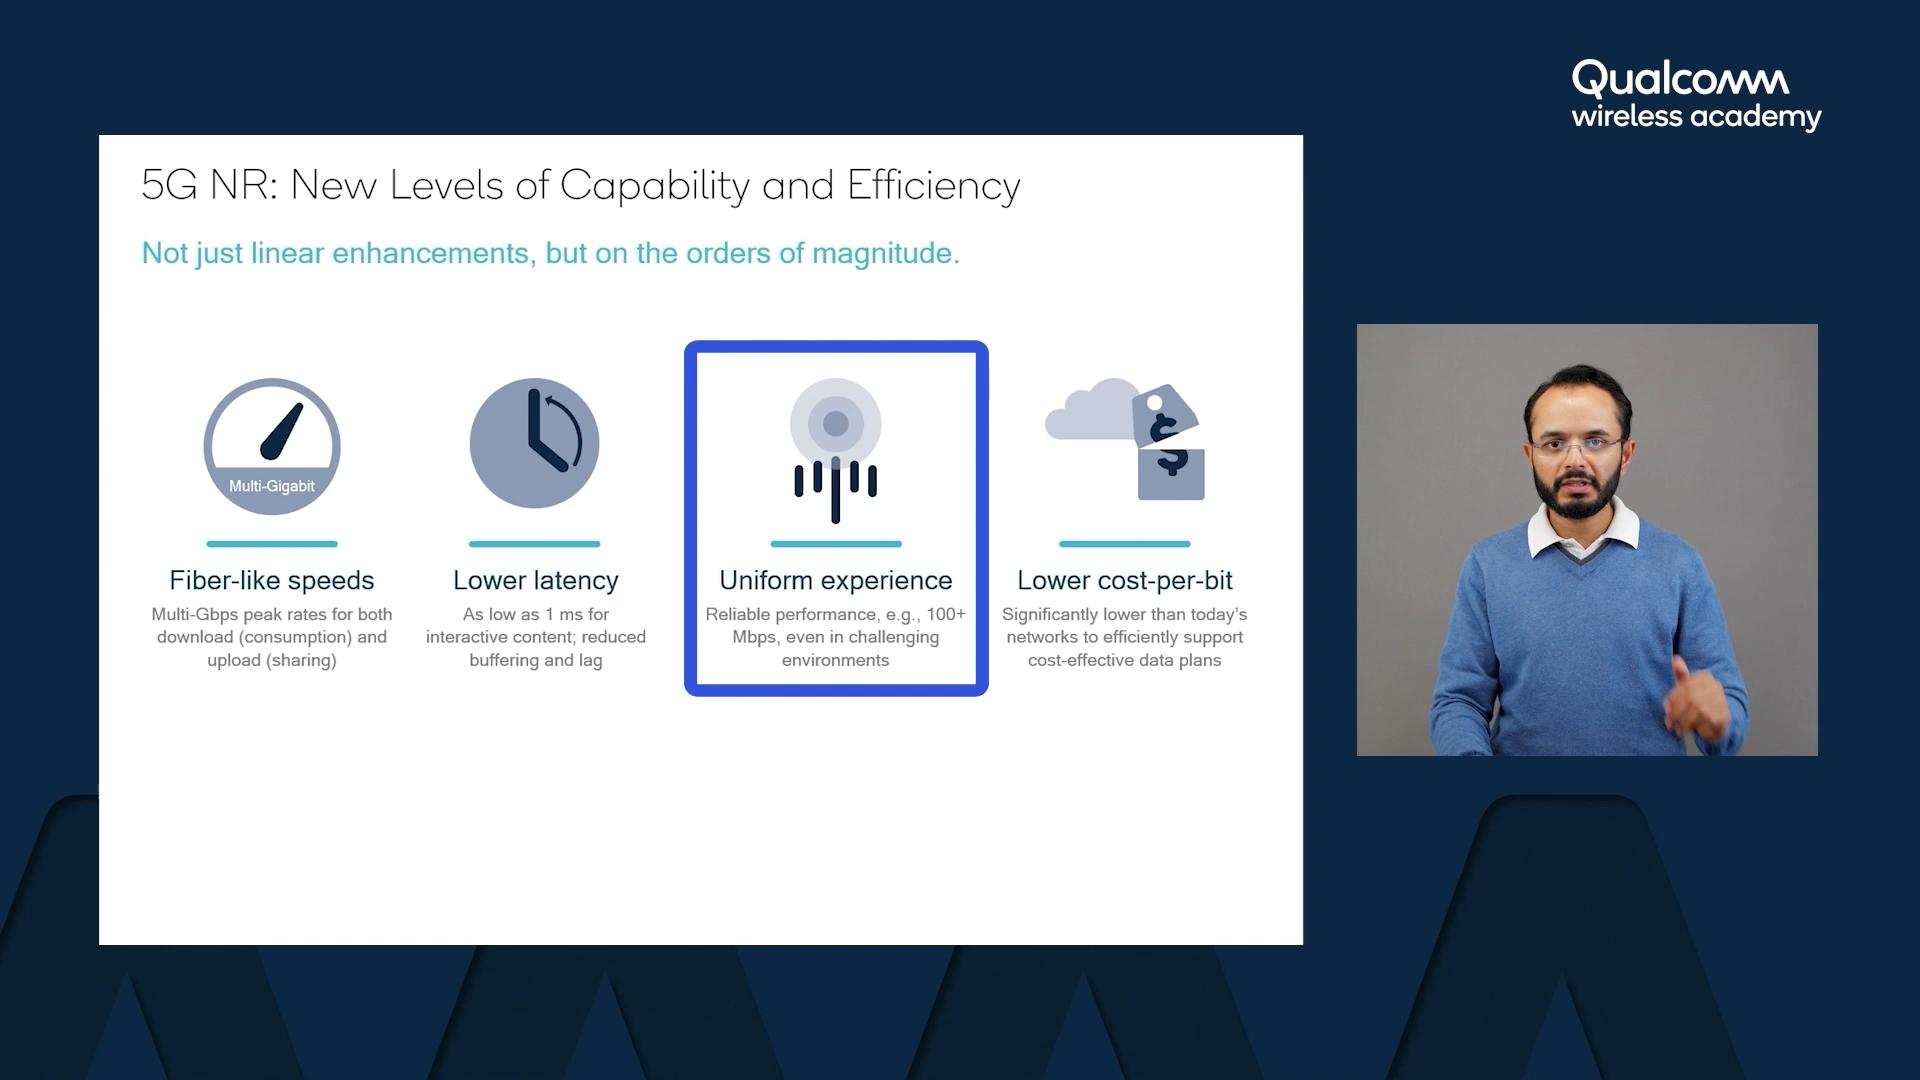 Qualcomm
wireless academy
5G NR: New Levels of Capability and Efficiency
Not just linear enhancements, but on the orders of magnitude.
Multi-Gigabit
$
$
Fiber-like speeds
Multi-Gbps peak rates for both
download (consumption) and
upload (sharing)
Lower latency
As low as 1 ms for
interactive content; reduced
buffering and lag
Uniform experience
Reliable performance, e.g., 100+
Mbps, even in challenging
environments
Lower cost-per-bit
Significantly lower than today’s
networks to efficiently support
cost-effective data plans